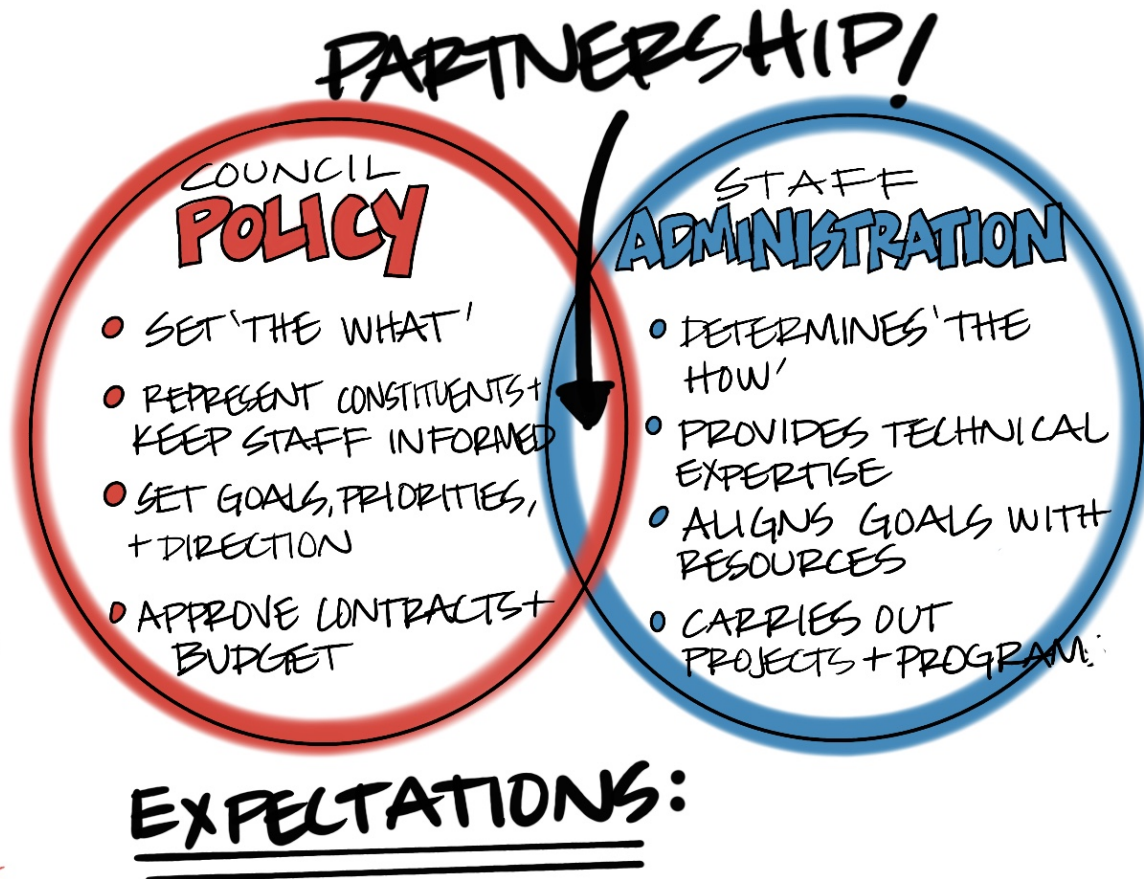 PARTNERSHIP!
COUNCIL
POLICY
• SET 'THE WHAT'
• REPRESENT CONSTITUENTS +
KEEP STAFF INFORMED
• SET GOALS, PRIORITIES,
+ DIRECTION
• APPROVE CONTRACTS +
BUDGET
STAFF
ADMINISTRATION
• DETERMINES 'THE
HOW'
• PROVIDES TECHNICAL
EXPERTISE
• ALIGNS GOALS WITH
RESOURCES
• CARRIES OUT
PROJECTS + PROGRAM
EXPECTATIONS: